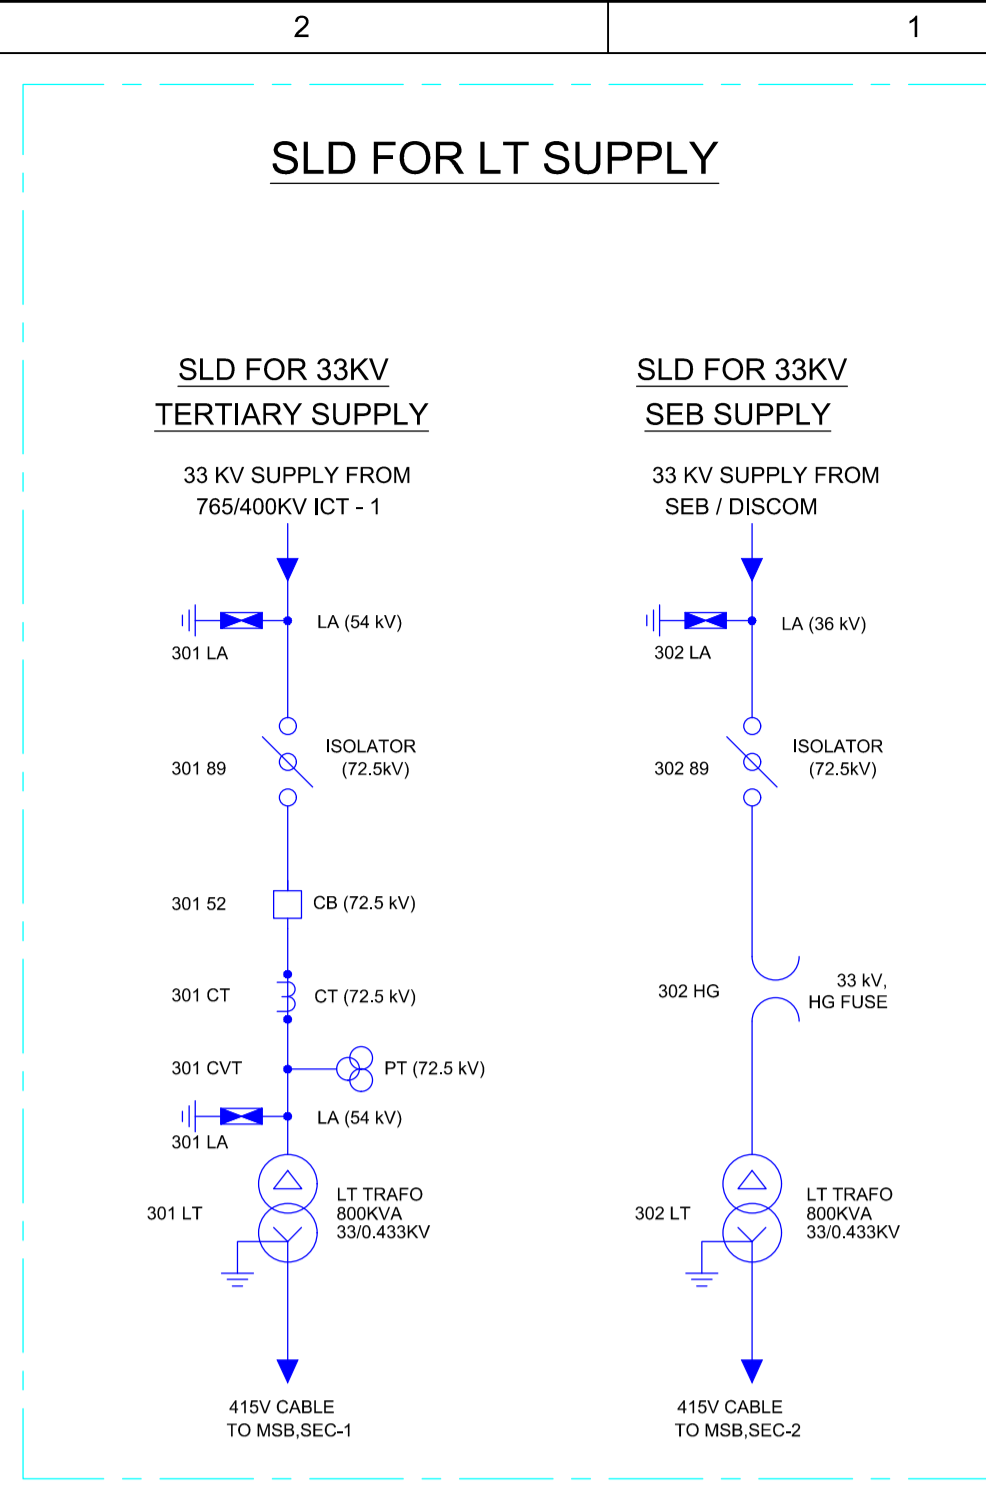 2
1
SLD FOR LT SUPPLY
SLD FOR 33KV
TERTIARY SUPPLY
33 KV SUPPLY FROM
765/400KV ICT - 1
LA (54 kV)
301 LA
ISOLATOR
(72.5kV)
301 89
301 52
CB (72.5 kV)
301 CT
CT (72.5 kV)
301 CVT
PT (72.5 kV)
LA (54 kV)
301 LA
301 LT
LT TRAFO
800KVA
33/0.433KV
415V CABLE
TO MSB,SEC-1
SLD FOR 33KV
SEB SUPPLY
33 KV SUPPLY FROM
SEB / DISCOM
LA (36 kV)
302 LA
ISOLATOR
(72.5kV)
302 89
302 HG
33 kV,
HG FUSE
302 LT
LT TRAFO
800KVA
33/0.433KV
415V CABLE
TO MSB,SEC-2